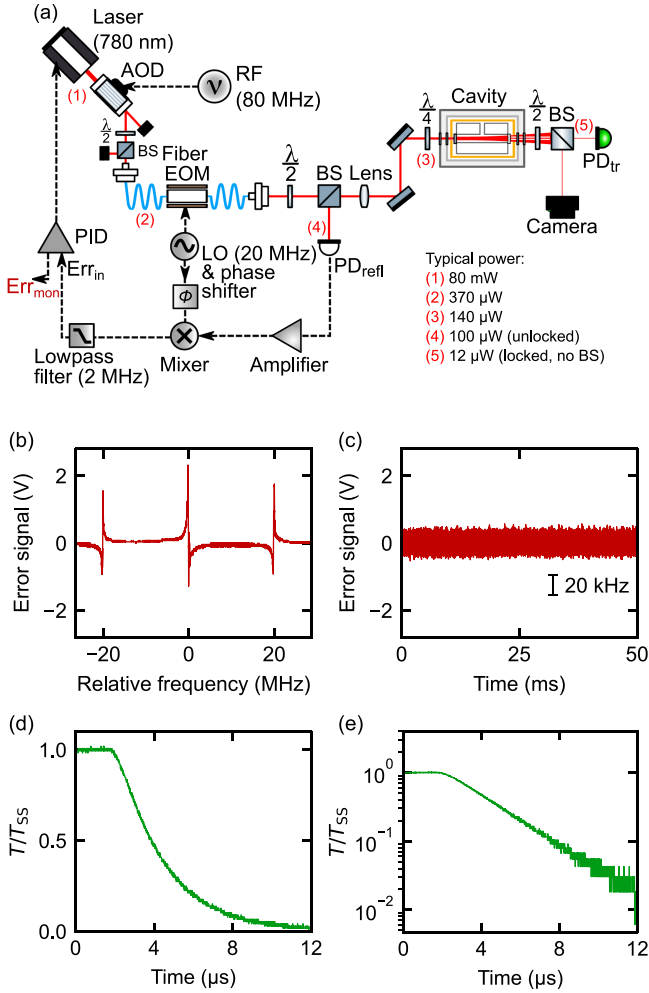 (a)
Laser
(780 nm)
AOD
RF
(80 MHz)
ν
(1)
λ/2
BS
Fiber
EOM
(2)
λ/2
BS
Lens
(4)
PDrefl
λ/4
(3)
Cavity
λ/2
BS
(5)
PDtr
Camera
PID
Errmon
Errin
LO (20 MHz)
& phase
shifter
ϕ
Lowpass
filter (2 MHz)
Mixer
Amplifier
Typical power:
(1) 80 mW
(2) 370 µW
(3) 140 µW
(4) 100 µW (unlocked)
(5) 12 µW (locked, no BS)
(b)
Error signal (V)
2
0
−2
−20
0
20
Relative frequency (MHz)
(c)
Error signal (V)
2
0
−2
20 kHz
0
25
50
Time (ms)
(d)
T/TSS
1.0
0.5
0.0
0
4
8
12
Time (µs)
(e)
T/TSS
10⁰
10⁻¹
10⁻²
0
4
8
12
Time (µs)